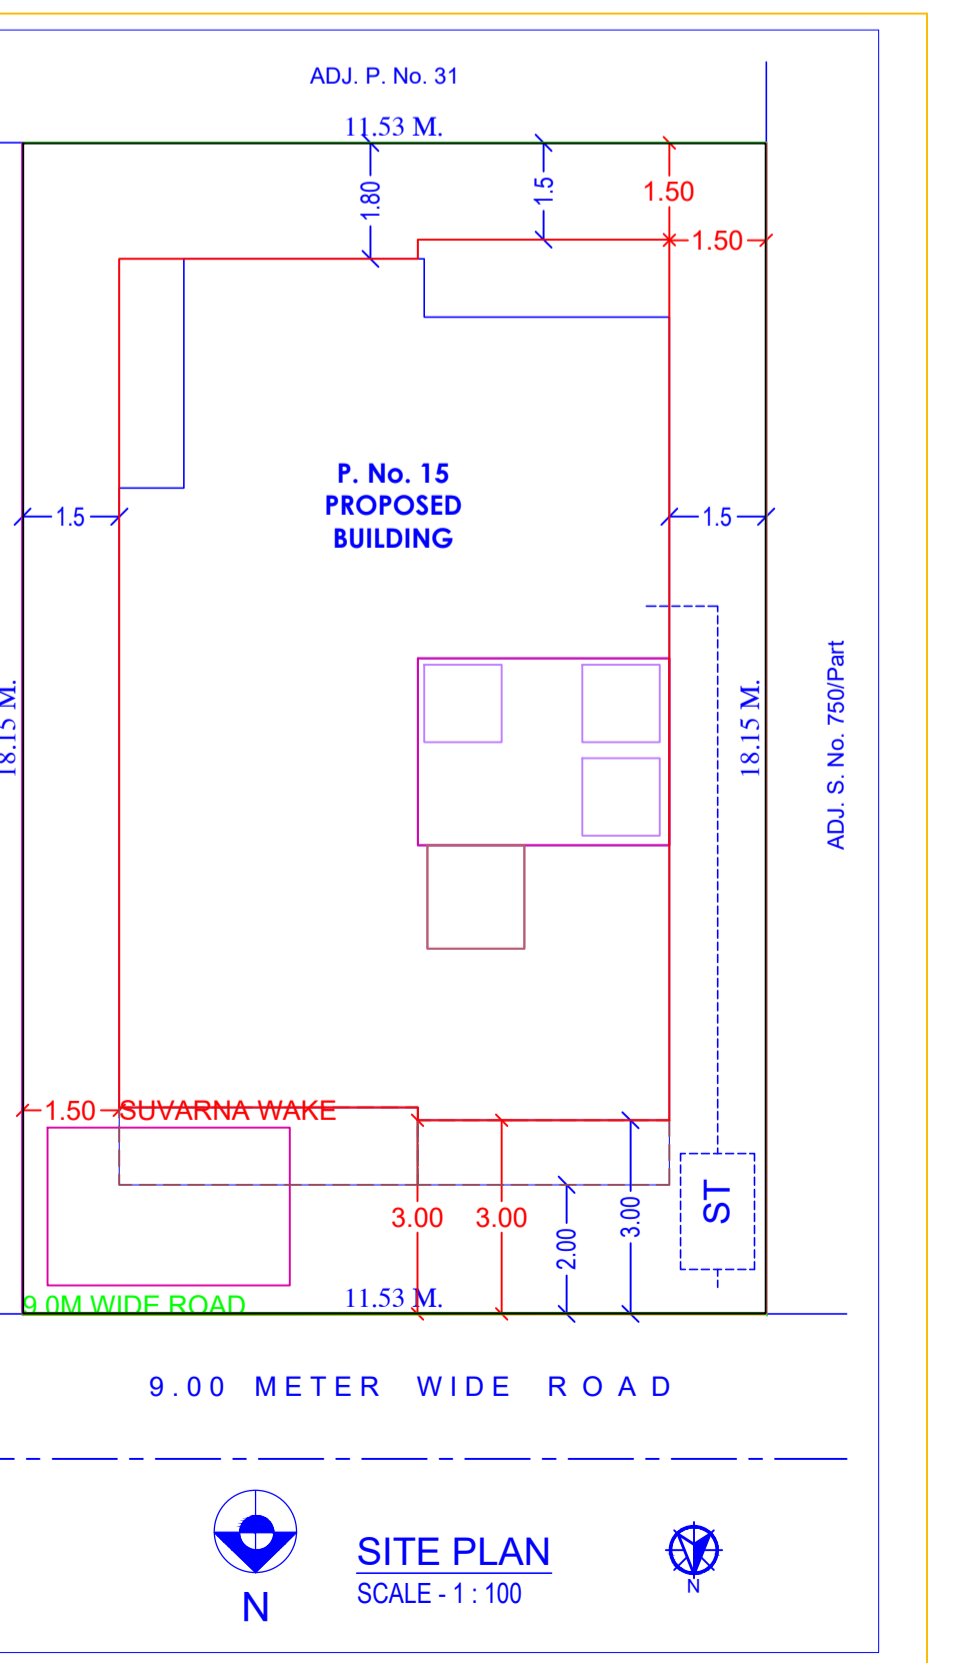 ADJ. P. No. 31
11.53 M.
1.80
1.5
1.50
1.50
P. No. 15
PROPOSED
BUILDING
1.5
1.5
18.15 M.
18.15 M.
ADJ. S. No. 750/Part
1.50
SUVARNA WAKE
ST
3.00
3.00
2.00
3.00
9.0M WIDE ROAD
11.53 M.
9.00 METER WIDE ROAD
N
SITE PLAN
SCALE - 1 : 100
N